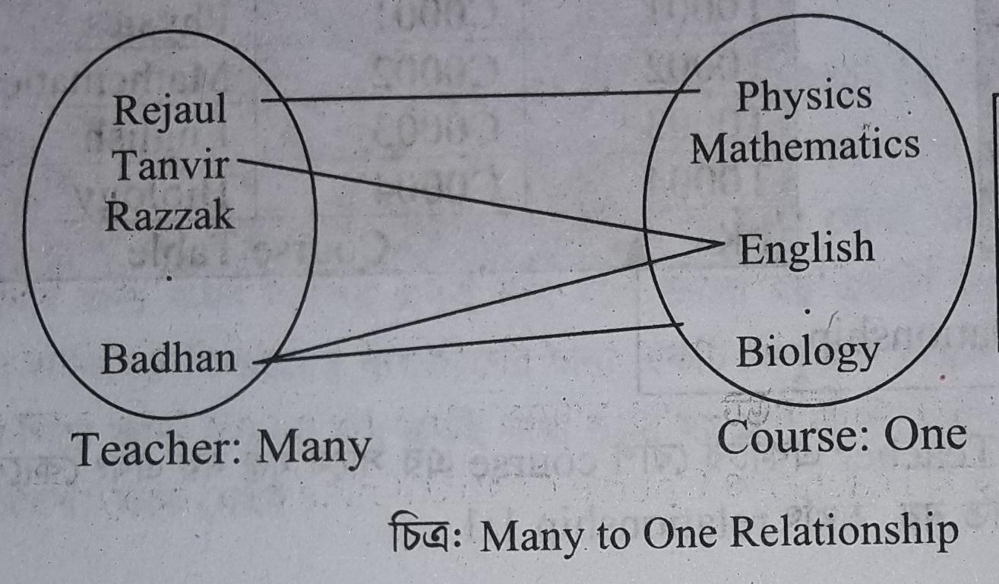 Rejaul
Tanvir
Razzak
Badhan
Physics
Mathematics
English
Biology
Teacher: Many
Course: One
চিত্র: Many to One Relationship